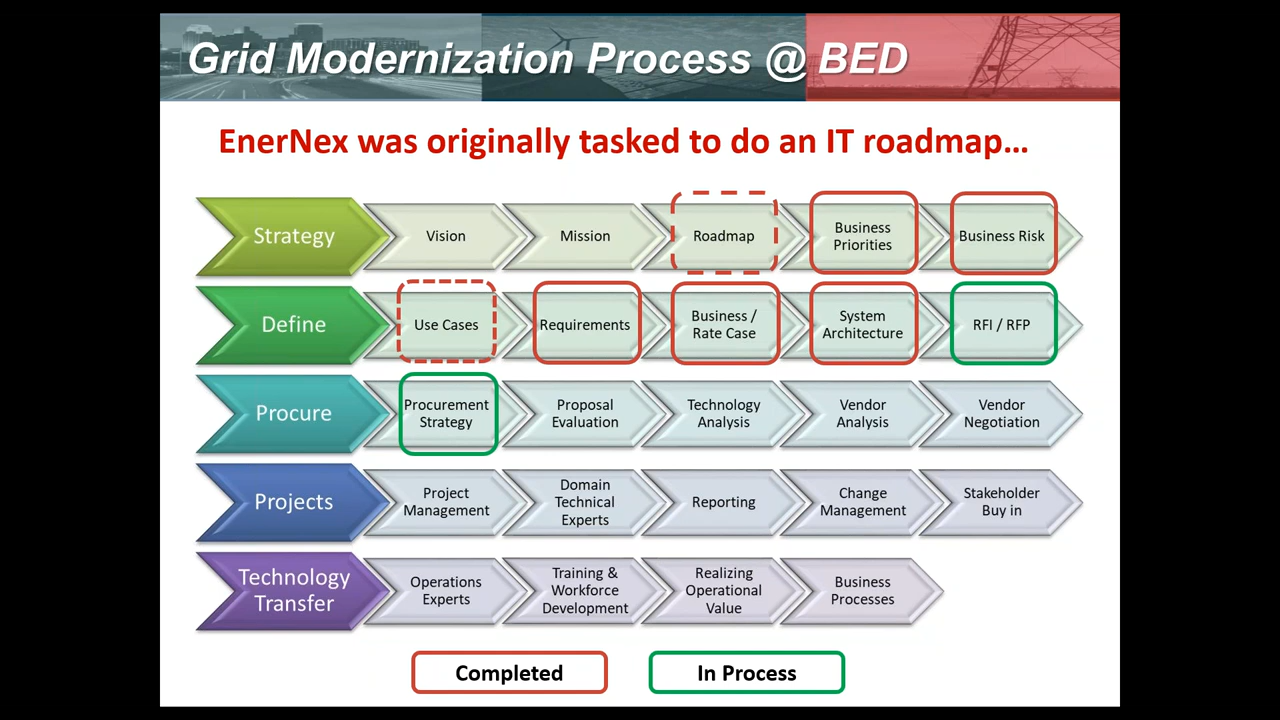 Grid Modernization Process @ BED
EnerNex was originally tasked to do an IT roadmap...
Strategy
Vision
Mission
Roadmap
Business
Priorities
Business Risk
Define
Use Cases
Requirements
Business /
Rate Case
System
Architecture
RFI / RFP
Procure
Procurement
Strategy
Proposal
Evaluation
Technology
Analysis
Vendor
Analysis
Vendor
Negotiation
Projects
Project
Management
Domain
Technical
Experts
Reporting
Change
Management
Stakeholder
Buy in
Technology
Transfer
Operations
Experts
Training &
Workforce
Development
Realizing
Operational
Value
Business
Processes
Completed
In Process